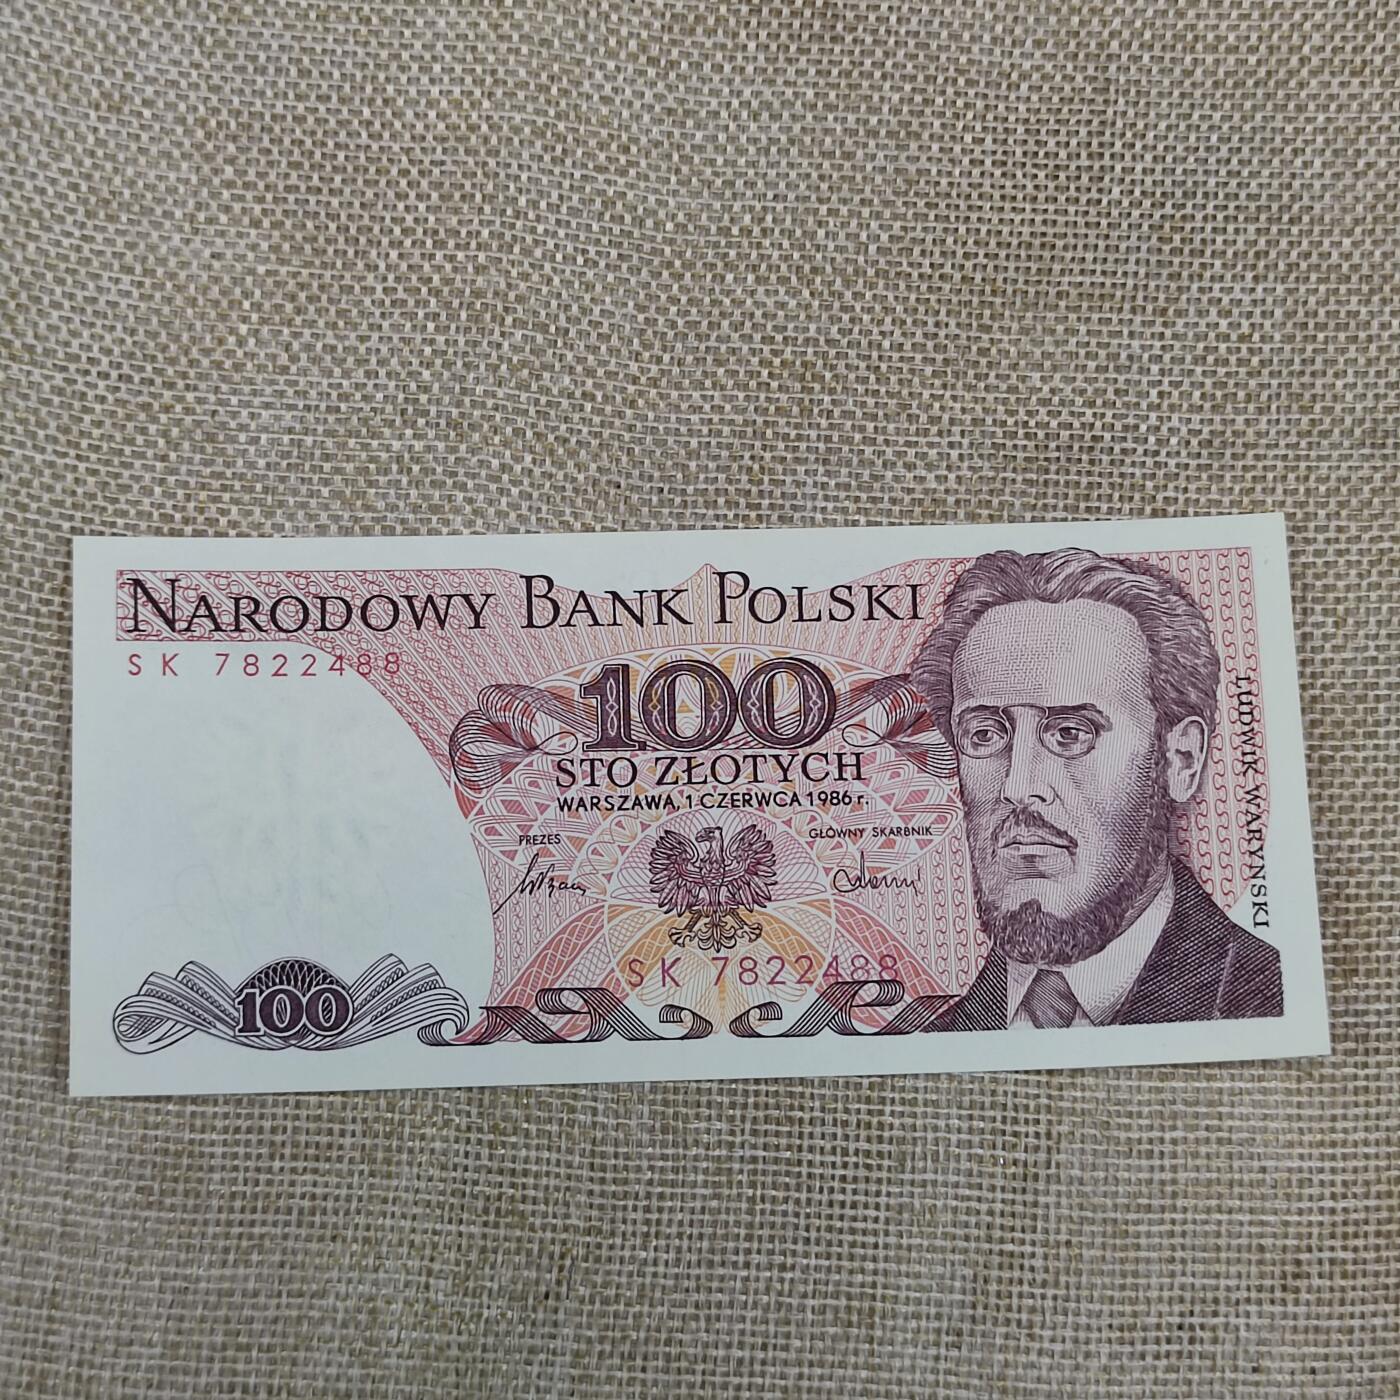 NARODOWY BANK POLSKI
SK 7822488
100
STO ZŁOTYCH
WARSZAWA, 1 CZERWCA 1986 r.
PREZES
GŁÓWNY SKARBNIK
SK 7822488
100
LUDWIK WARYŃSKI